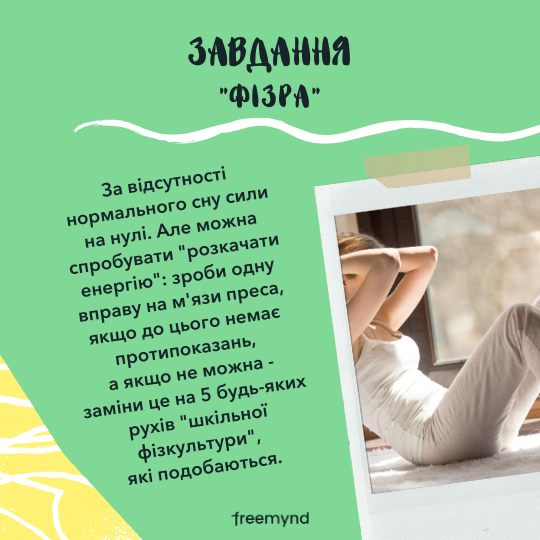 ЗАВДАННЯ
"ФІЗРА"
За відсутності
нормального сну сили
на нулі. Але можна
спробувати "розкачати
енергію": зроби одну
вправу на м'язи преса,
якщо до цього немає
протипоказань,
а якщо не можна -
заміни це на 5 будь-яких
рухів "шкільної
фізкультури",
які подобаються.
freemynd